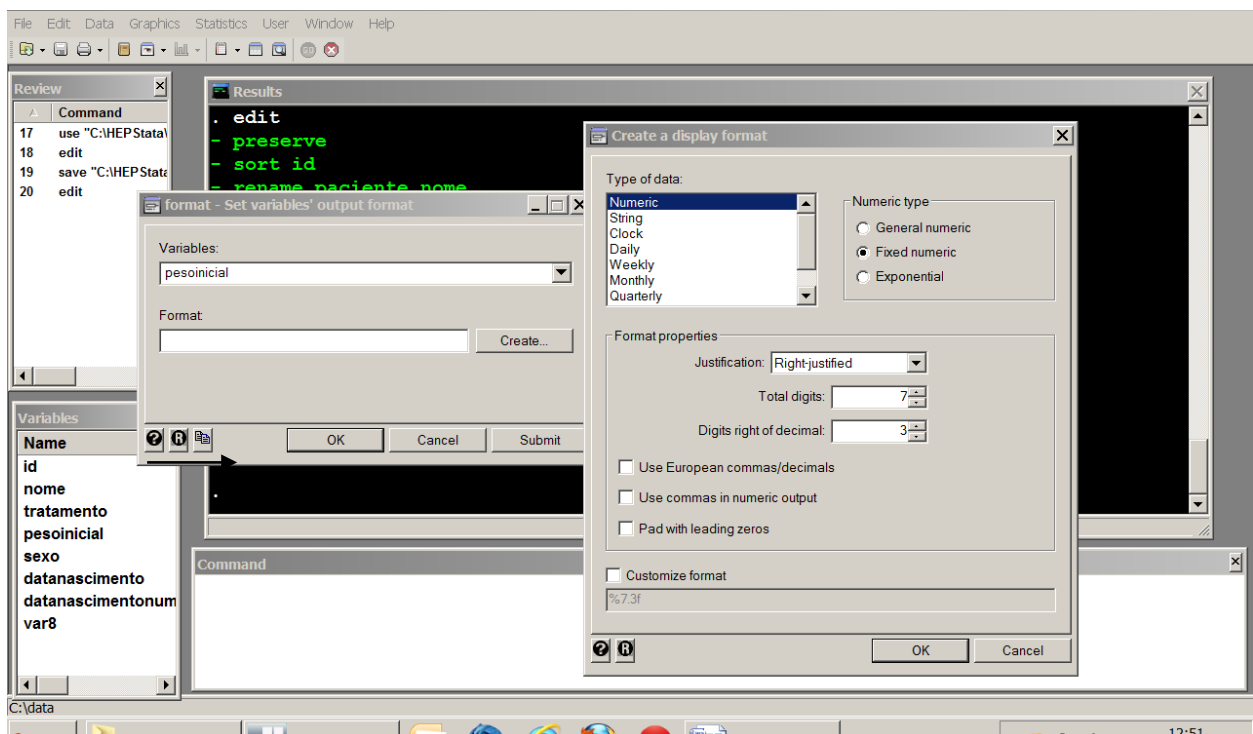 File Edit Data Graphics Statistics User Window Help
Review
Command
17 use "C:\HEPStata\
18 edit
19 save "C:\HEPStata
20 edit
Results
. edit
- preserve
- sort id
- rename paciente nome
.
format - Set variables' output format
Variables:
pesoinicial
Format:
Create...
OK Cancel Submit
Create a display format
Type of data:
Numeric
String
Clock
Daily
Weekly
Monthly
Quarterly
Numeric type
General numeric
Fixed numeric
Exponential
Format properties
Justification: Right-justified
Total digits: 7
Digits right of decimal: 3
Use European commas/decimals
Use commas in numeric output
Pad with leading zeros
Customize format
%7.3f
OK Cancel
Variables
Name
id
nome
tratamento
pesoinicial
sexo
datanascimento
datanascimentonum
var8
Command
C:\data
12:51